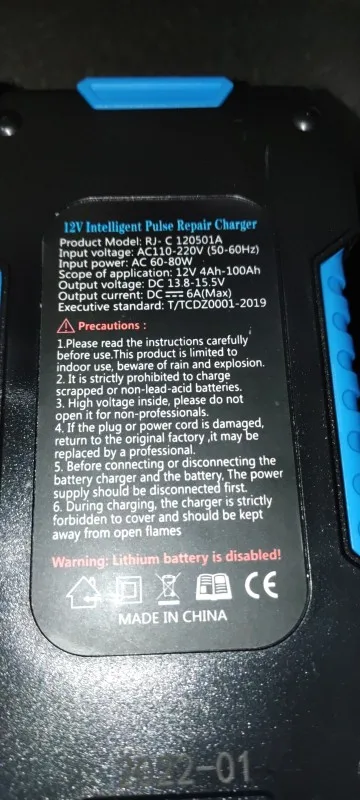 12V Intelligent Pulse Repair Charger
Product Model: RJ- C 120501A
Input voltage: AC110-220V (50-60Hz)
Input power: AC 60-80W
Scope of application: 12V 4Ah-100Ah
Output voltage: DC 13.8-15.5V
Output current: DC 6A(Max)
Executive standard: T/TCDZ0001-2019
Precautions :
1.Please read the instructions carefully
before use.This product is limited to
indoor use, beware of rain and explosion.
2. It is strictly prohibited to charge
scrapped or non-lead-acid batteries.
3. High voltage inside, please do not
open it for non-professionals.
4. If the plug or power cord is damaged,
return to the original factory ,it may be
replaced by a professional.
5. Before connecting or disconnecting the
battery charger and the battery. The power
supply should be disconnected first.
6. During charging, the charger is strictly
forbidden to cover and should be kept
away from open flames
Warning: Lithium battery is disabled!
CE
MADE IN CHINA